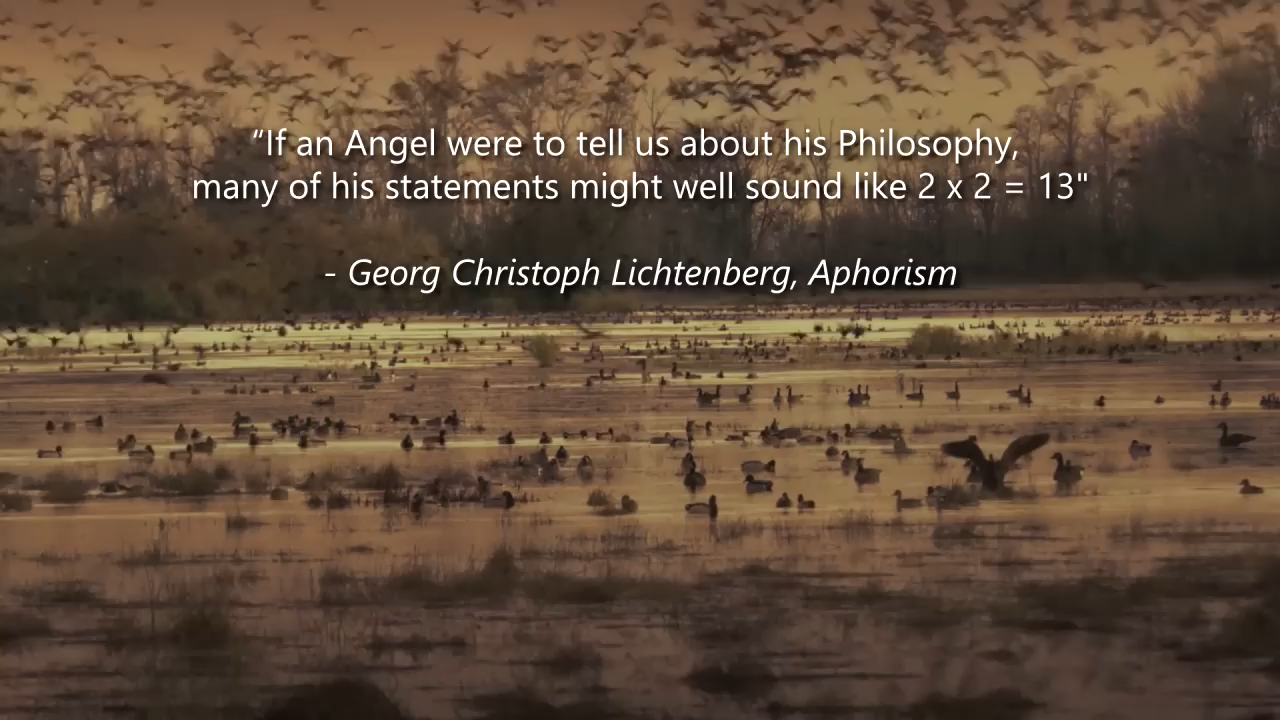 “If an Angel were to tell us about his Philosophy,
many of his statements might well sound like 2 x 2 = 13"
- Georg Christoph Lichtenberg, Aphorism